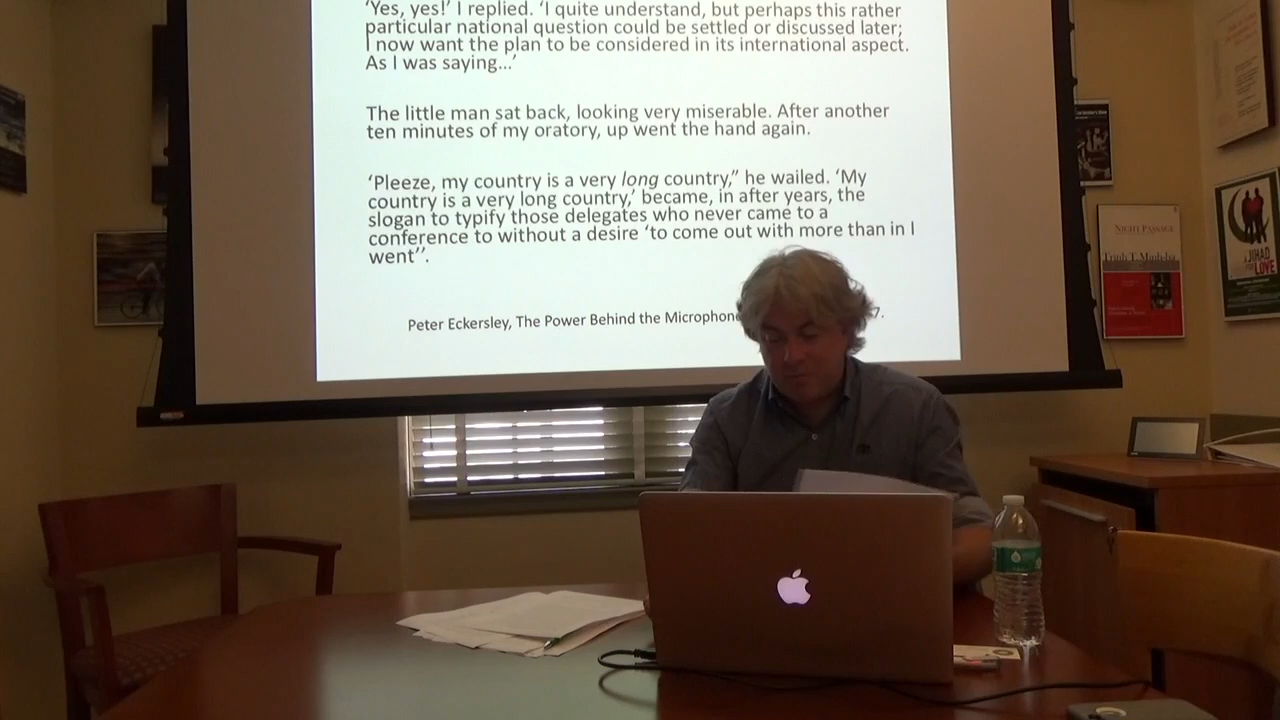 ‘Yes, yes!’ I replied. ‘I quite understand, but perhaps this rather
particular national question could be settled or discussed later;
I now want the plan to be considered in its international aspect.
As I was saying...’
The little man sat back, looking very miserable. After another
ten minutes of my oratory, up went the hand again.
‘Pleeze, my country is a very long country,” he wailed. ‘My
country is a very long country,’ became, in after years, the
slogan to typify those delegates who never came to a
conference to without a desire ‘to come out with more than in I
went’’.
Peter Eckersley, The Power Behind the Microphone
7.
NIGHT PASSAGE
Trinh T. Minh-ha
A JIHAD
FOR LOVE